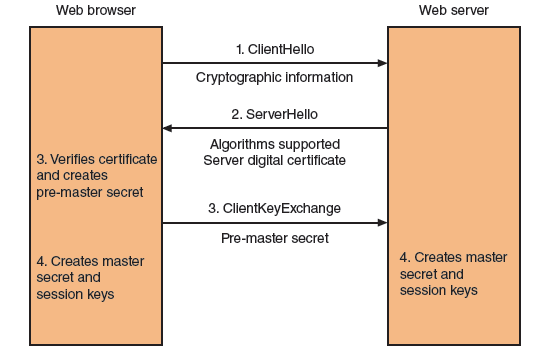 Web browser
Web server
1. ClientHello
Cryptographic information
2. ServerHello
Algorithms supported
Server digital certificate
3. Verifies certificate
and creates
pre-master secret
3. ClientKeyExchange
Pre-master secret
4. Creates master
secret and
session keys
4. Creates master
secret and
session keys